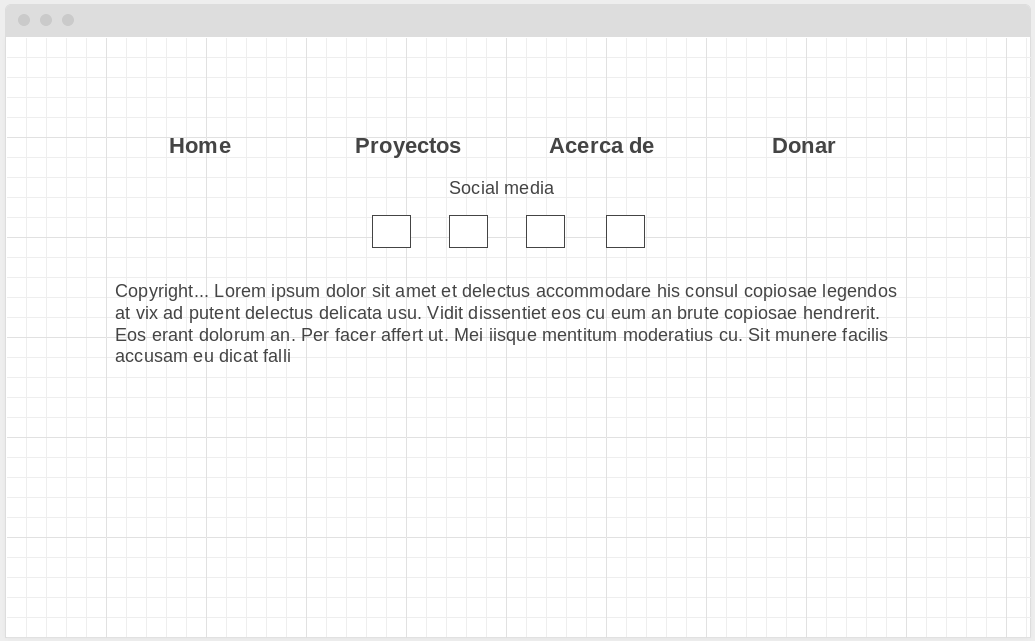 Home Proyectos Acerca de Donar
Social media
Copyright... Lorem ipsum dolor sit amet et delectus accommodare his consul copiosae legendos
at vix ad putent delectus delicata usu. Vidit dissentiet eos cu eum an brute copiosae hendrerit.
Eos erant dolorum an. Per facer affert ut. Mei iisque mentitum moderatius cu. Sit munere facilis
accusam eu dicat falli